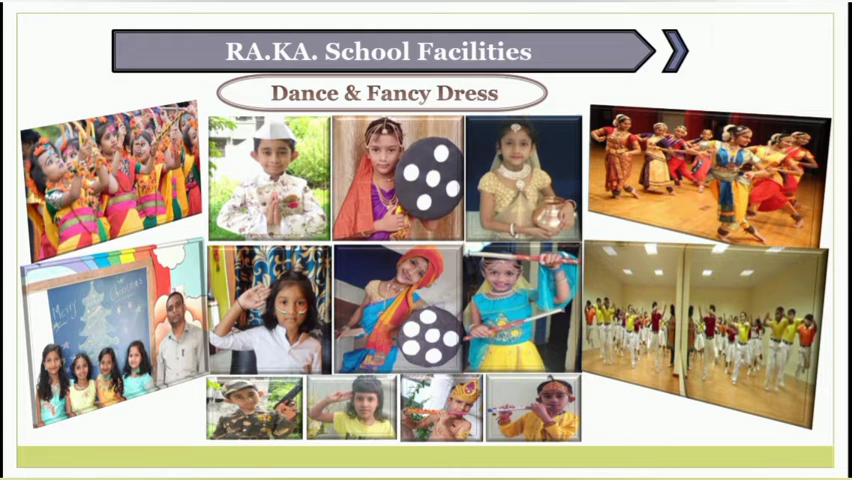 RA.KA. School Facilities
Dance & Fancy Dress
Merry Christmas